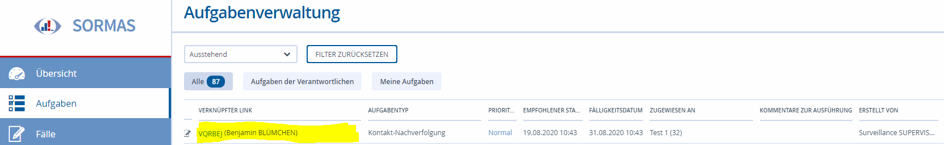 SORMAS
Übersicht
Aufgaben
Fälle
Aufgabenverwaltung
Ausstehend
FILTER ZURÜCKSETZEN
Alle 87
Aufgaben der Verantwortlichen
Meine Aufgaben
VERKNÜPFTER LINK AUFGABENTYP PRIORIT... EMPFOHLENER STA... FÄLLIGKEITSDATUM ZUGEWIESEN AN KOMMENTARE ZUR AUSFÜHRUNG ERSTELLT VON
VQRBEJ (Benjamin BLÜMCHEN) Kontakt-Nachverfolgung Normal 19.08.2020 10:43 31.08.2020 10:43 Test 1 (32) Surveillance SUPERVIS...